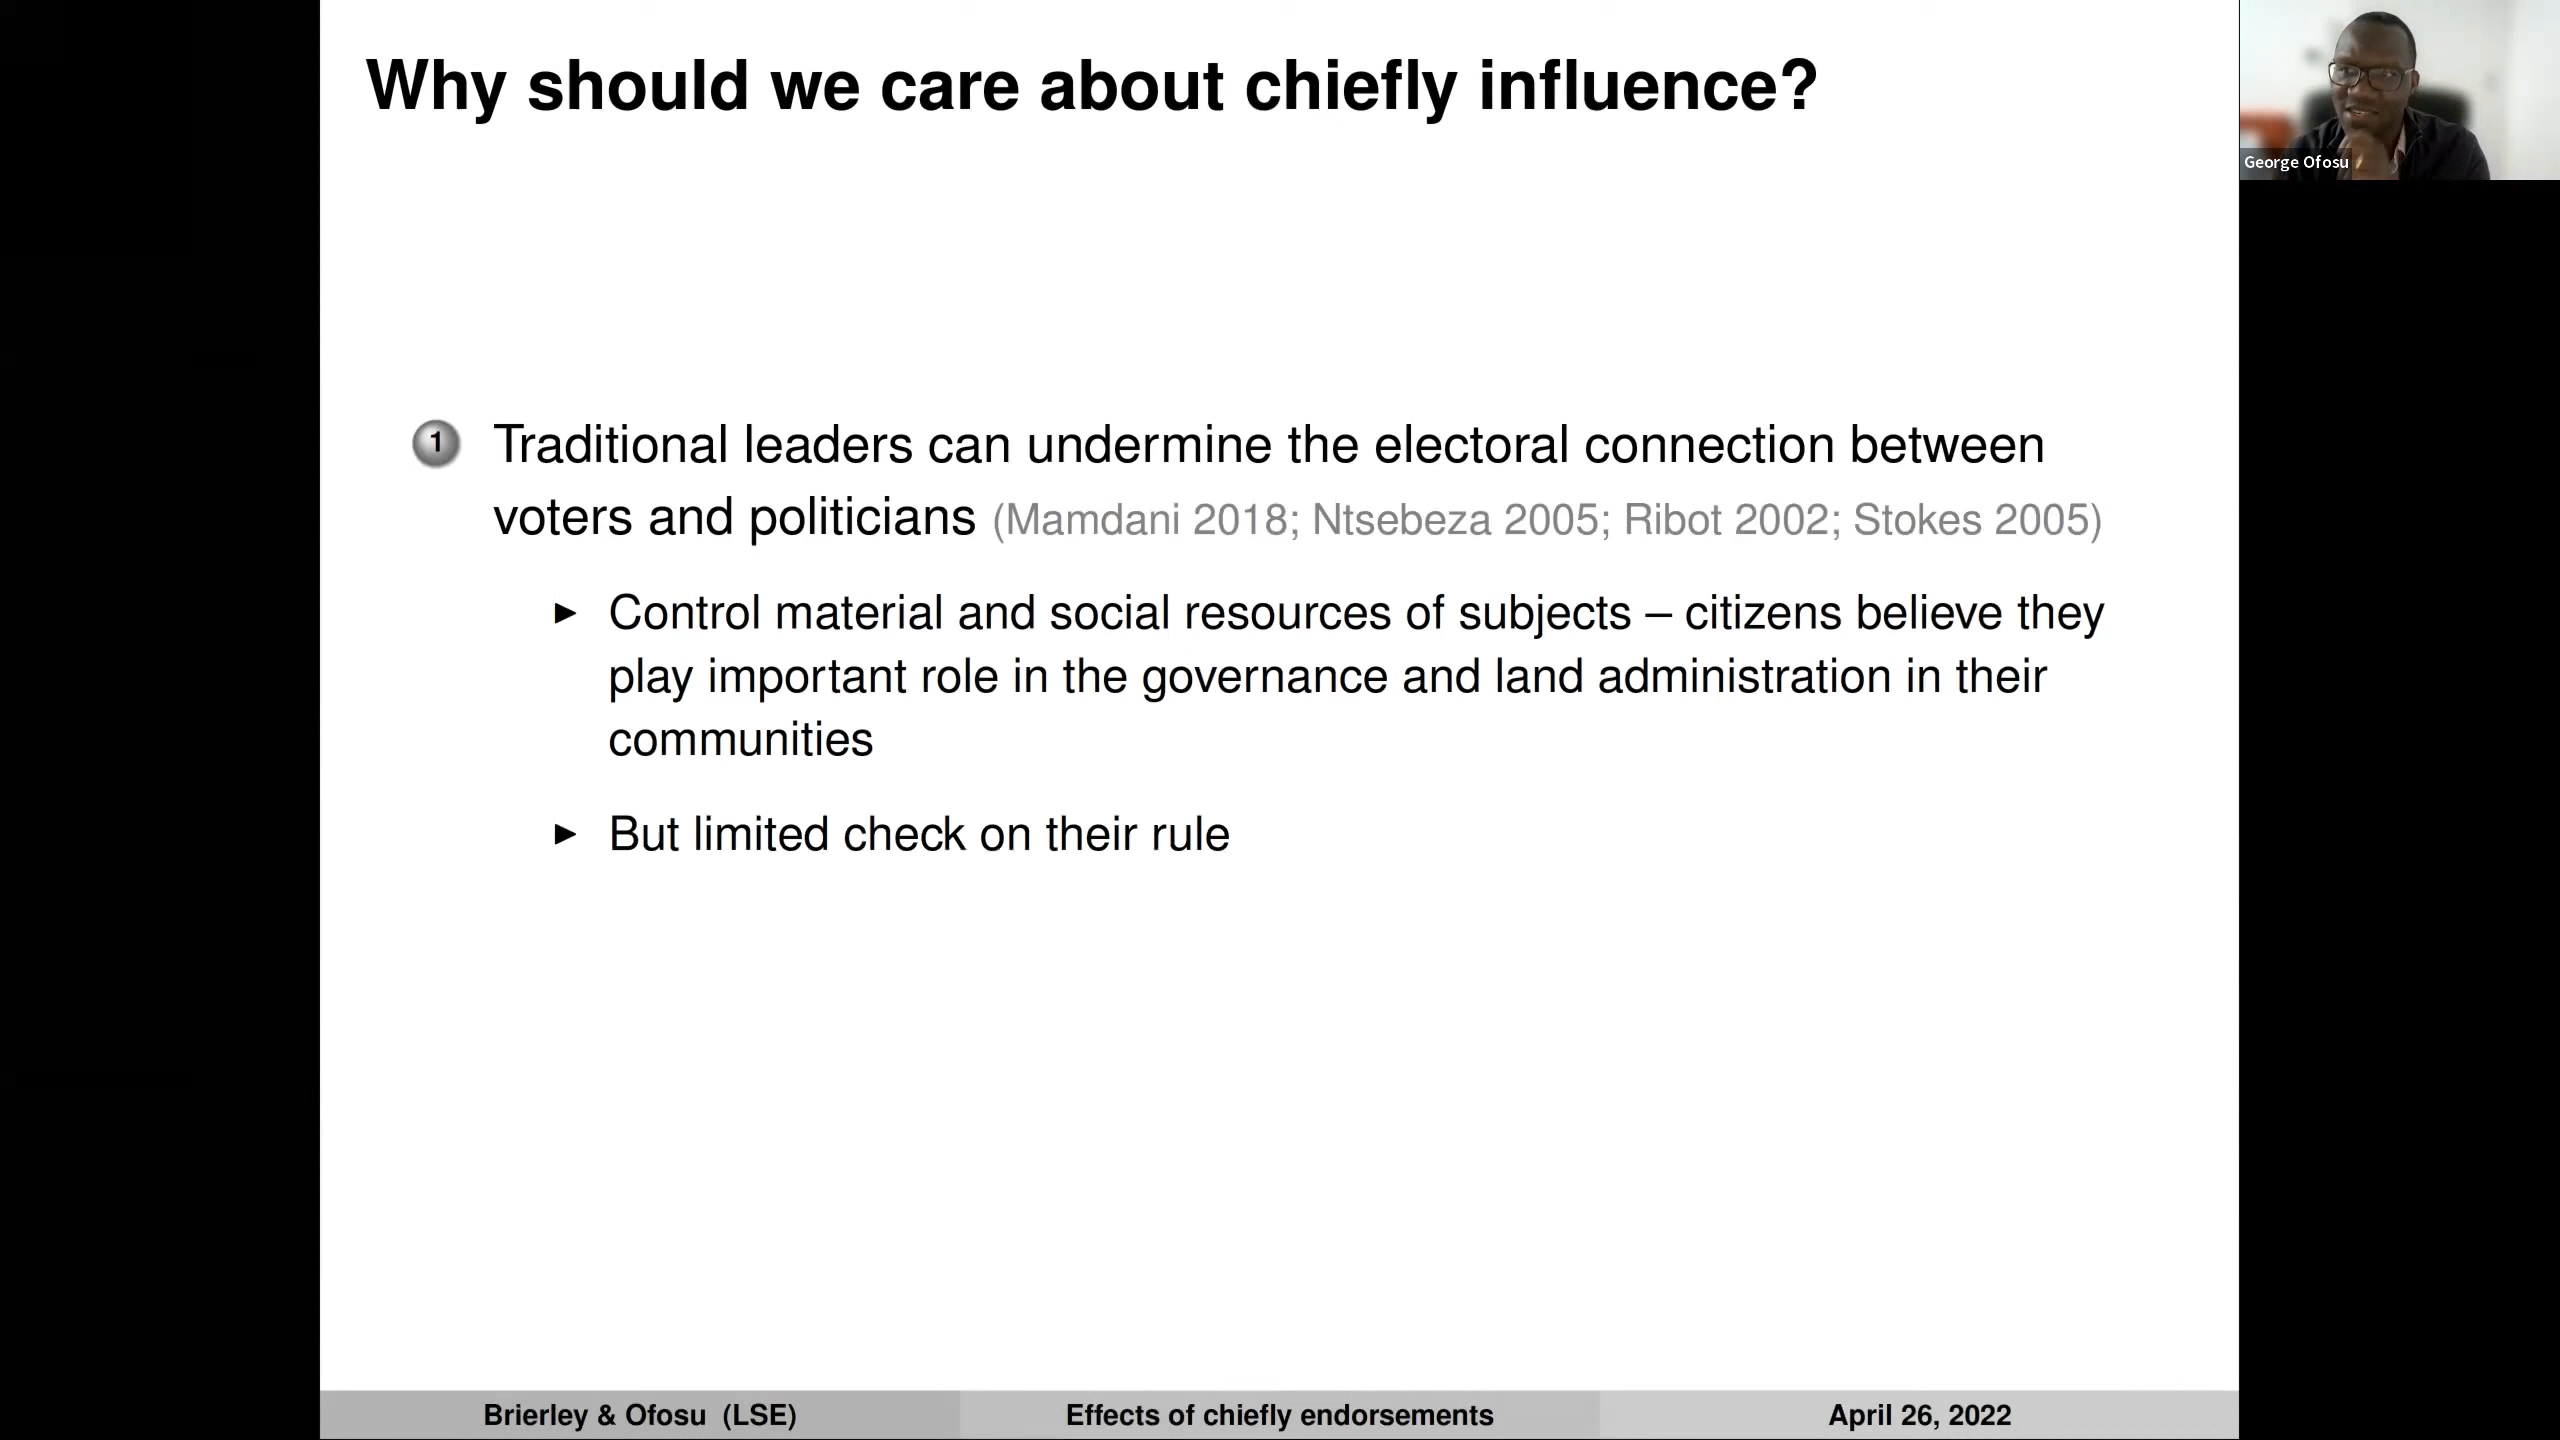 Why should we care about chiefly influence?
George Ofosu
1 Traditional leaders can undermine the electoral connection between
voters and politicians (Mamdani 2018; Ntsebeza 2005; Ribot 2002; Stokes 2005)
▶ Control material and social resources of subjects – citizens believe they
play important role in the governance and land administration in their
communities
▶ But limited check on their rule
Brierley & Ofosu (LSE)
Effects of chiefly endorsements
April 26, 2022